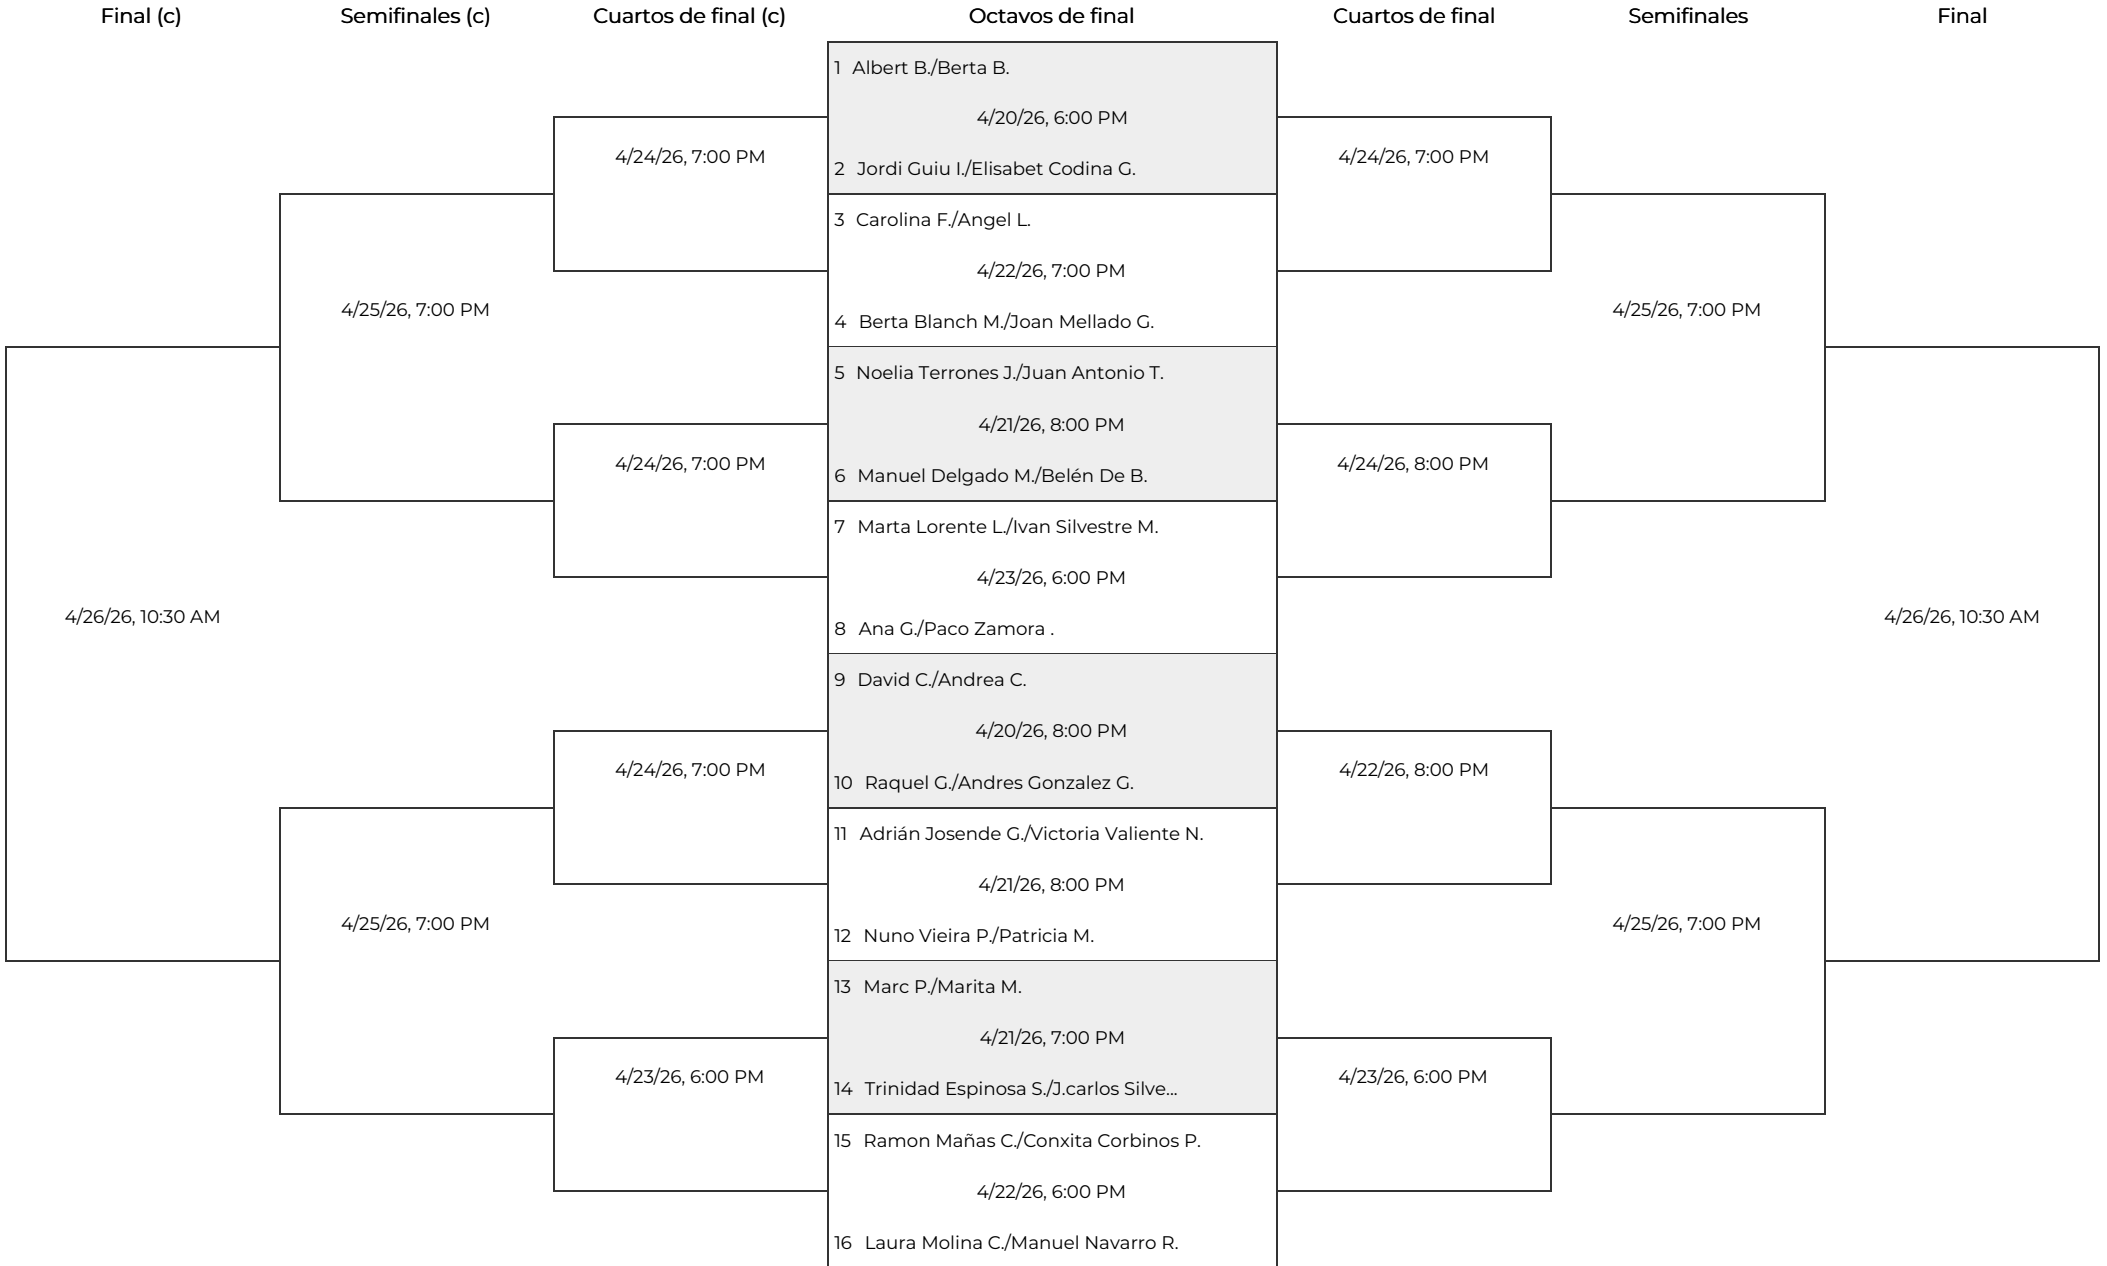 Final (c)
Semifinales (c)
Cuartos de final (c)
Octavos de final
Cuartos de final
Semifinales
Final
1 Albert B./Berta B.
4/20/26, 6:00 PM
4/24/26, 7:00 PM
4/24/26, 7:00 PM
2 Jordi Guiu I./Elisabet Codina G.
3 Carolina F./Angel L.
4/22/26, 7:00 PM
4/25/26, 7:00 PM
4/25/26, 7:00 PM
4 Berta Blanch M./Joan Mellado G.
5 Noelia Terrones J./Juan Antonio T.
4/21/26, 8:00 PM
4/24/26, 7:00 PM
4/24/26, 8:00 PM
6 Manuel Delgado M./Belén De B.
7 Marta Lorente L./Ivan Silvestre M.
4/23/26, 6:00 PM
4/26/26, 10:30 AM
4/26/26, 10:30 AM
8 Ana G./Paco Zamora .
9 David C./Andrea C.
4/20/26, 8:00 PM
4/24/26, 7:00 PM
4/22/26, 8:00 PM
10 Raquel G./Andres Gonzalez G.
11 Adrián Josende G./Victoria Valiente N.
4/21/26, 8:00 PM
4/25/26, 7:00 PM
4/25/26, 7:00 PM
12 Nuno Vieira P./Patricia M.
13 Marc P./Marita M.
4/21/26, 7:00 PM
4/23/26, 6:00 PM
4/23/26, 6:00 PM
14 Trinidad Espinosa S./J.carlos Silve...
15 Ramon Mañas C./Conxita Corbinos P.
4/22/26, 6:00 PM
16 Laura Molina C./Manuel Navarro R.